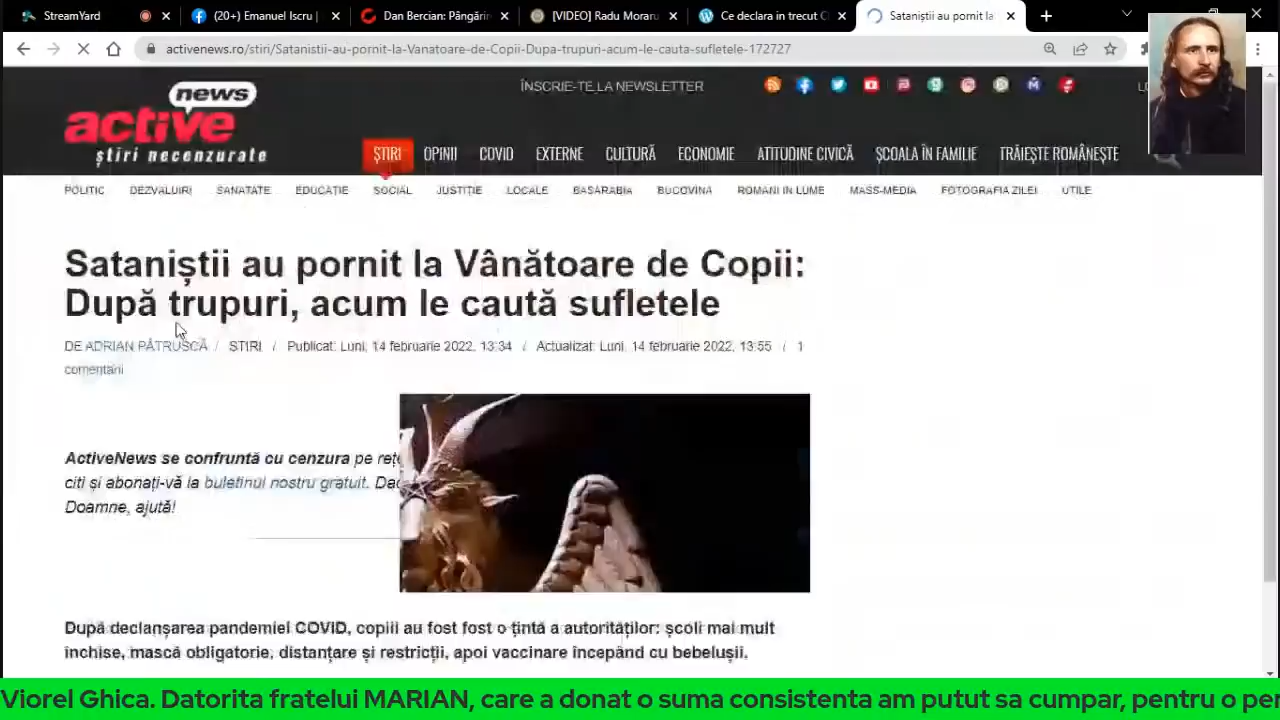 StreamYard
(20+) Emanuel Iscru |
Dan Bercian: Pângărin
[VIDEO] Radu Moraru
Ce declara in trecut C
Sataniștii au pornit la
activenews.ro/stiri/Satanistii-au-pornit-la-Vanatoare-de-Copii-Dupa-trupuri-acum-le-cauta-sufletele-172727
news
active
știri necenzurate
ÎNSCRIE-TE LA NEWSLETTER
ȘTIRI OPINII COVID EXTERNE CULTURĂ ECONOMIE ATITUDINE CIVICĂ ȘCOALA ÎN FAMILIE TRĂIEȘTE ROMÂNEȘTE
POLITIC DEZVALUIRI SANATATE EDUCAȚIE SOCIAL JUSTIȚIE LOCALE BASARABIA BUCOVINA ROMANI IN LUME MASS-MEDIA FOTOGRAFIA ZILEI UTILE
Sataniștii au pornit la Vânătoare de Copii:
După trupuri, acum le caută sufletele
DE ADRIAN PĂTRUȘCĂ / STIRI / Publicat: Luni, 14 februarie 2022, 13:34 / Actualizat: Luni, 14 februarie 2022, 13:55 / 1
comentarii
ActiveNews se confruntă cu cenzura pe rețe
citi și abonați-vă la buletinul nostru gratuit. Dac
Doamne, ajută!
După declanșarea pandemiei COVID, copiii au fost fost o țintă a autorităților: școli mai mult
închise, mască obligatorie, distanțare și restricții, apoi vaccinare începând cu bebelușii.
Viorel Ghica. Datorita fratelui MARIAN, care a donat o suma consistenta am putut sa cumpar, pentru o per